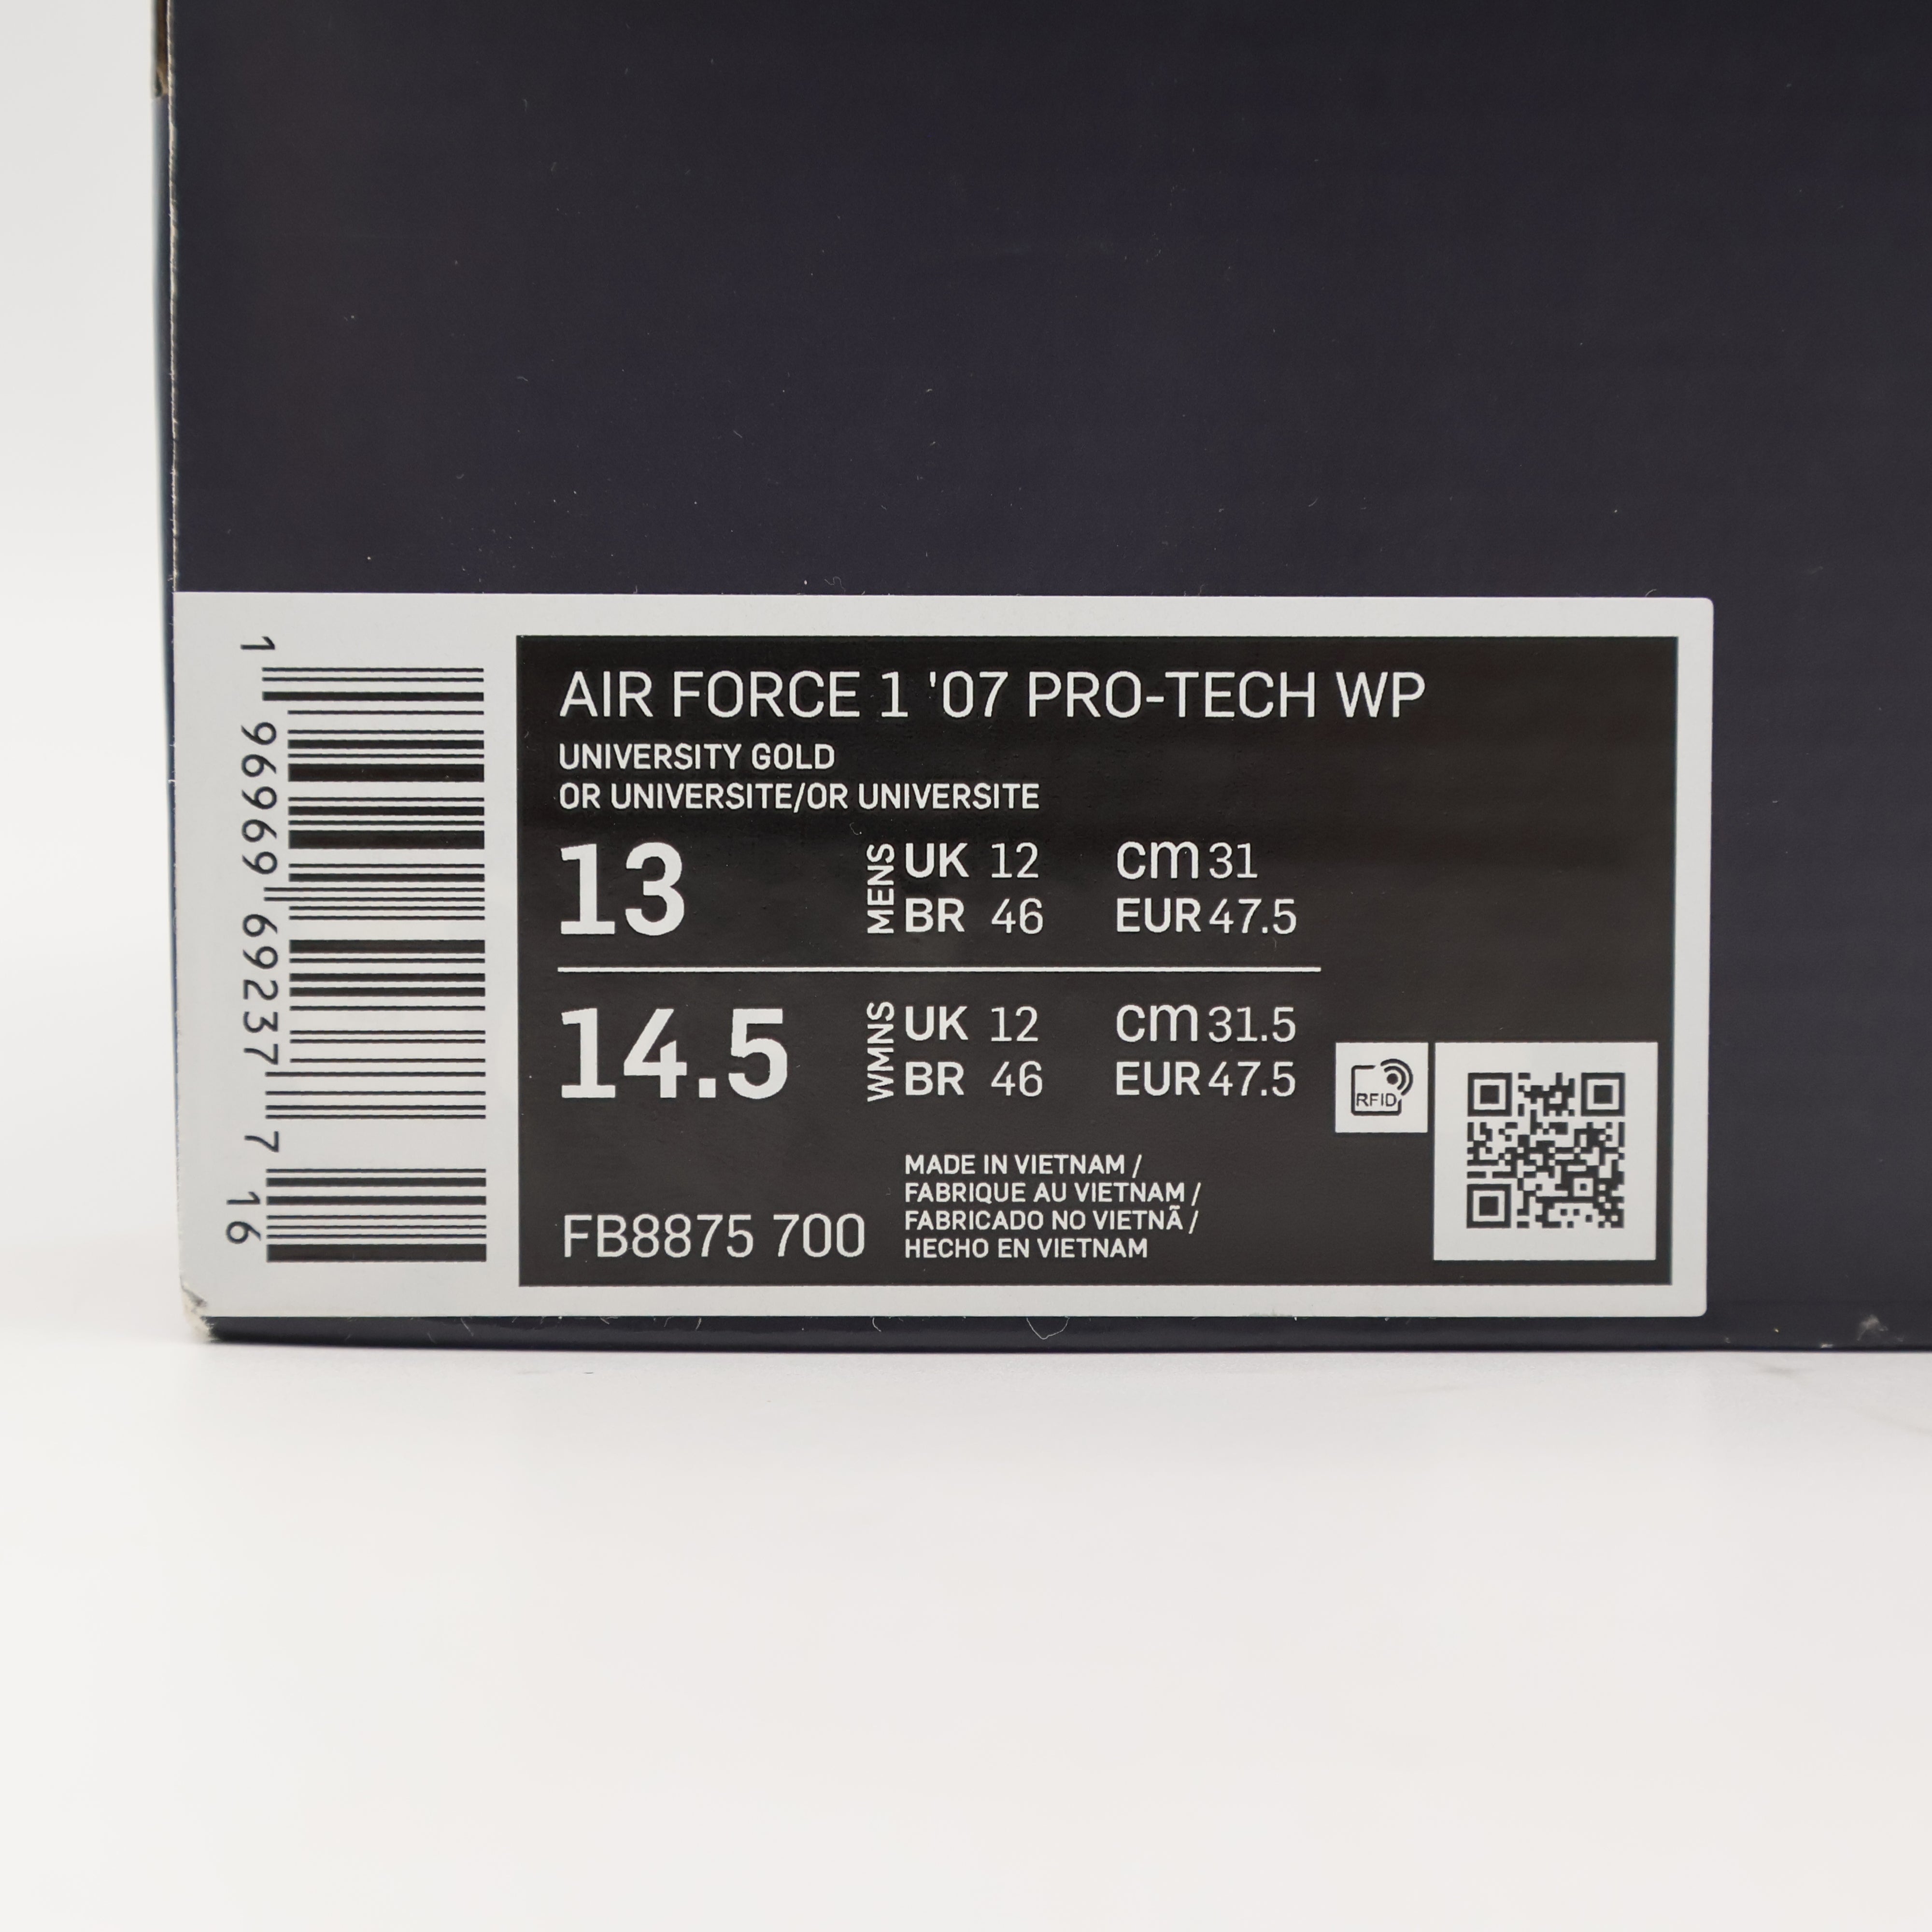 1 96969 69237 7 16
AIR FORCE 1 '07 PRO-TECH WP
UNIVERSITY GOLD
OR UNIVERSITE/OR UNIVERSITE
13 MENS UK 12 cm 31
BR 46 EUR 47.5
14.5 WMNS UK 12 cm 31.5
BR 46 EUR 47.5
RFID
MADE IN VIETNAM /
FABRIQUE AU VIETNAM /
FABRICADO NO VIETNÃ /
HECHO EN VIETNAM
FB8875 700